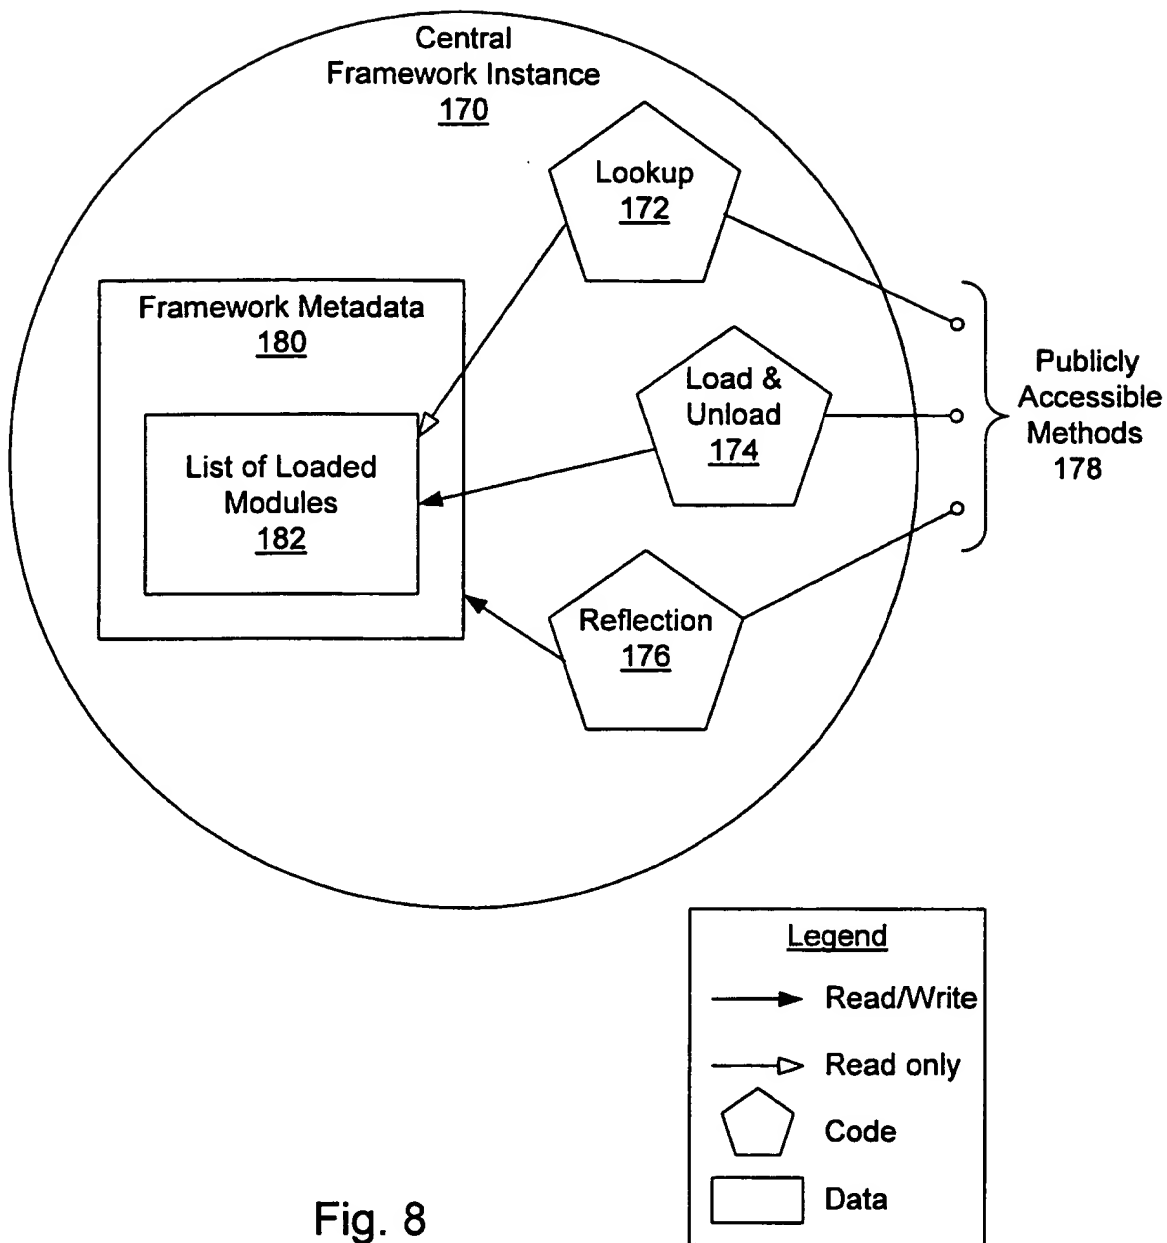 Central
Framework Instance
170
Lookup
172
Framework Metadata
180
List of Loaded
Modules
182
Load &
Unload
174
Reflection
176
Publicly
Accessible
Methods
178
Legend
Read/Write
Read only
Code
Data
Fig. 8